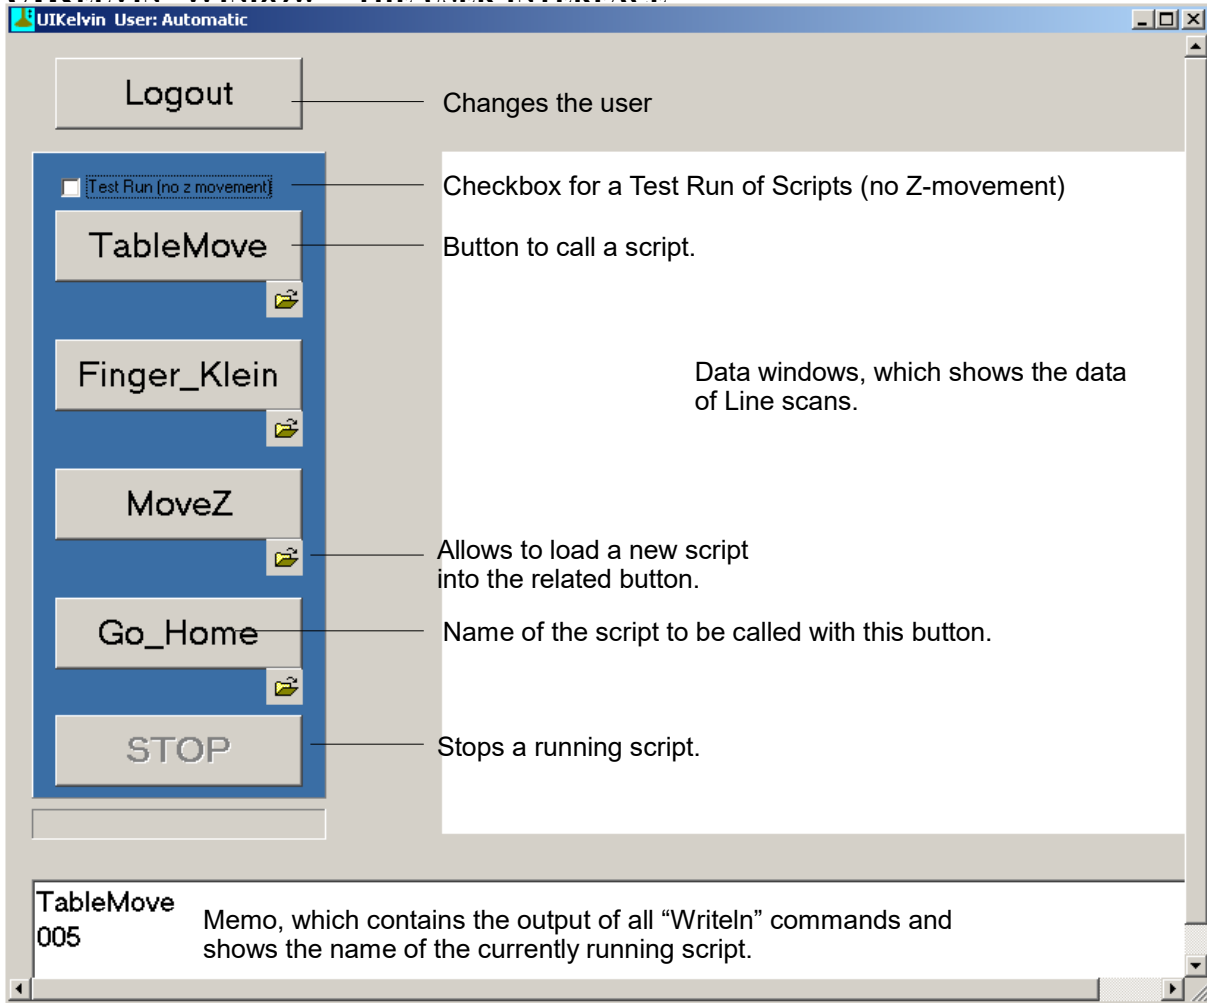 UIKelvin User: Automatic
Logout
Changes the user
Test Run (no z movement)
Checkbox for a Test Run of Scripts (no Z-movement)
TableMove
Button to call a script.
Finger_Klein
Data windows, which shows the data
of Line scans.
MoveZ
Allows to load a new script
into the related button.
Go_Home
Name of the script to be called with this button.
STOP
Stops a running script.
TableMove
005
Memo, which contains the output of all “Writeln” commands and
shows the name of the currently running script.